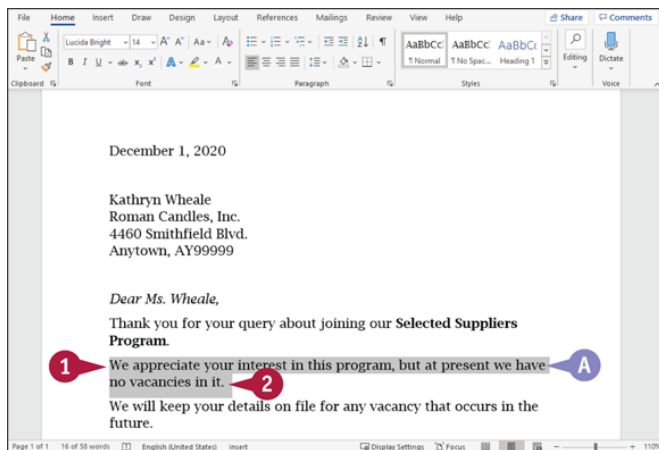 File Home Insert Draw Design Layout References Mailings Review View Help Share Comments
Lucida Bright 14 A A Aa A AaBbCc AaBbCc AaBbCc
Paste B I U ab x, x² A A ¶ Normal ¶ No Spac... Heading 1 Editing Dictate
Clipboard Font Paragraph Styles Voice
December 1, 2020
Kathryn Wheale
Roman Candles, Inc.
4460 Smithfield Blvd.
Anytown, AY99999
Dear Ms. Wheale,
Thank you for your query about joining our Selected Suppliers
Program.
1 We appreciate your interest in this program, but at present we have A
no vacancies in it. 2
We will keep your details on file for any vacancy that occurs in the
future.
Page 1 of 1 16 of 58 words English (United States) Insert Display Settings Focus 110%